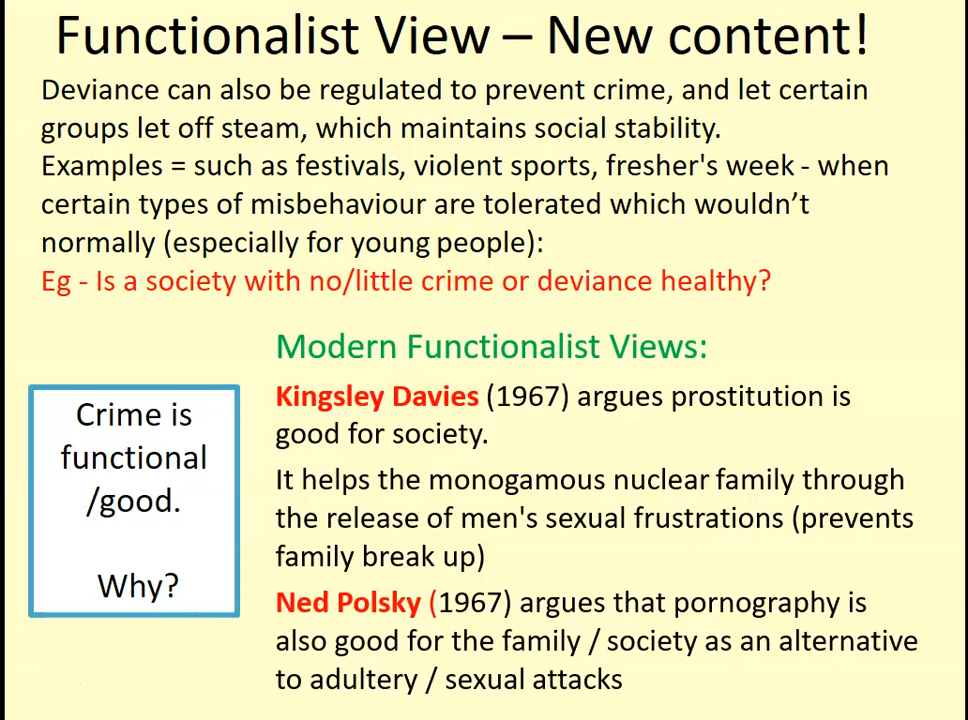 Functionalist View – New content!
Deviance can also be regulated to prevent crime, and let certain
groups let off steam, which maintains social stability.
Examples = such as festivals, violent sports, fresher's week - when
certain types of misbehaviour are tolerated which wouldn’t
normally (especially for young people):
Eg - Is a society with no/little crime or deviance healthy?
Modern Functionalist Views:
Crime is
functional
/good.
Why?
Kingsley Davies (1967) argues prostitution is
good for society.
It helps the monogamous nuclear family through
the release of men's sexual frustrations (prevents
family break up)
Ned Polsky (1967) argues that pornography is
also good for the family / society as an alternative
to adultery / sexual attacks